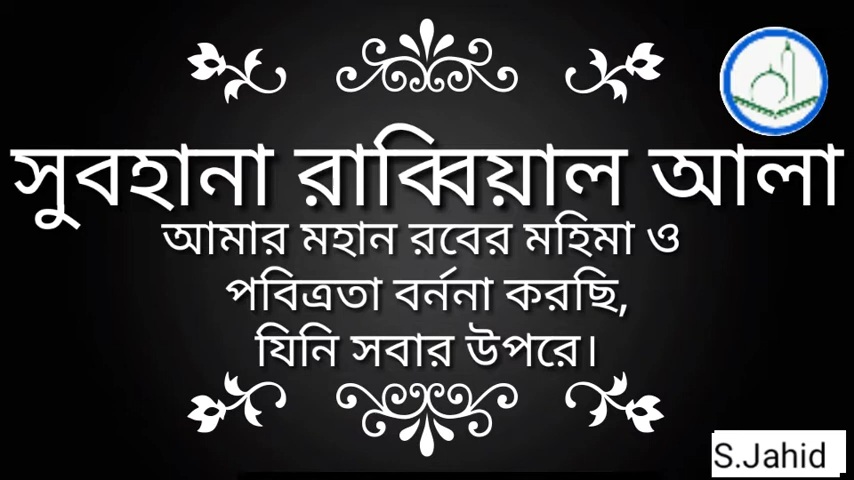 সুবহানা রাব্বিয়াল আলা
আমার মহান রবের মহিমা ও
পবিত্রতা বর্ননা করছি,
যিনি সবার উপরে।
S.Jahid